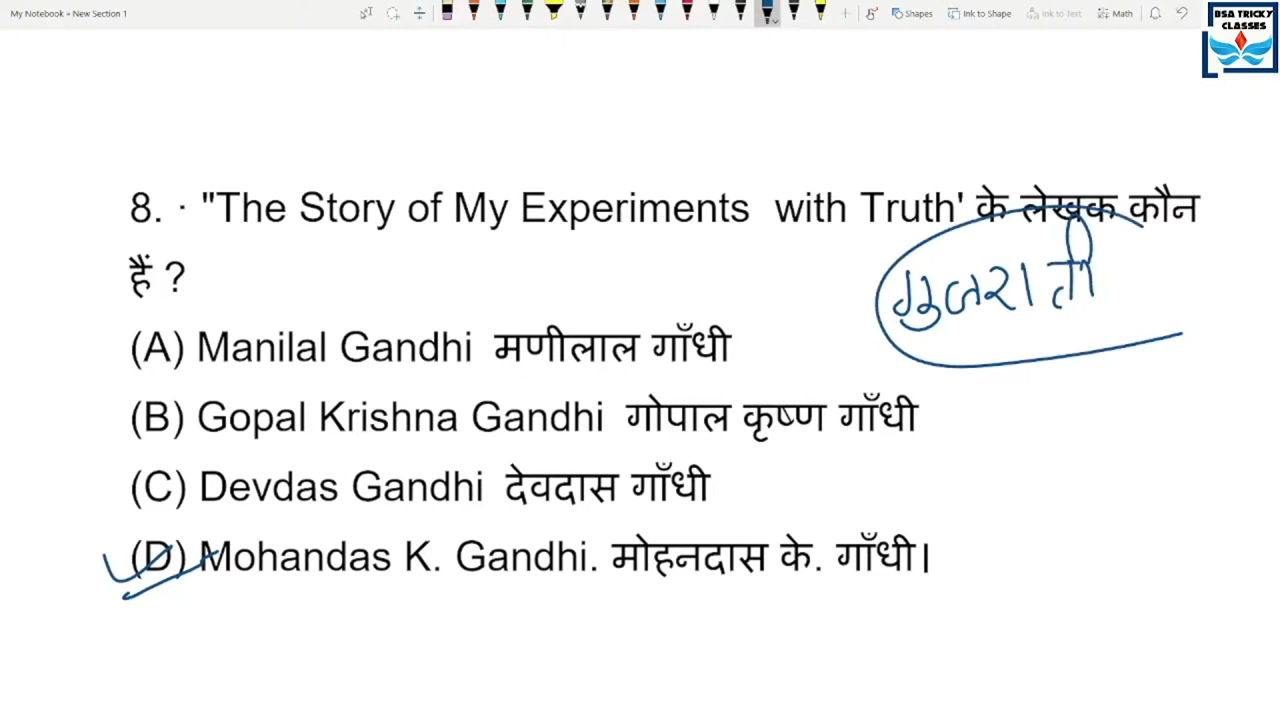 My Notebook » New Section 1
Shapes Ink to Shape Ink to Text Math
BSA TRICKY
CLASSES
8. · "The Story of My Experiments with Truth' के लेखक कौन
हैं ?
गुजराती
(A) Manilal Gandhi मणीलाल गाँधी
(B) Gopal Krishna Gandhi गोपाल कृष्ण गाँधी
(C) Devdas Gandhi देवदास गाँधी
(D) Mohandas K. Gandhi. मोहनदास के. गाँधी।